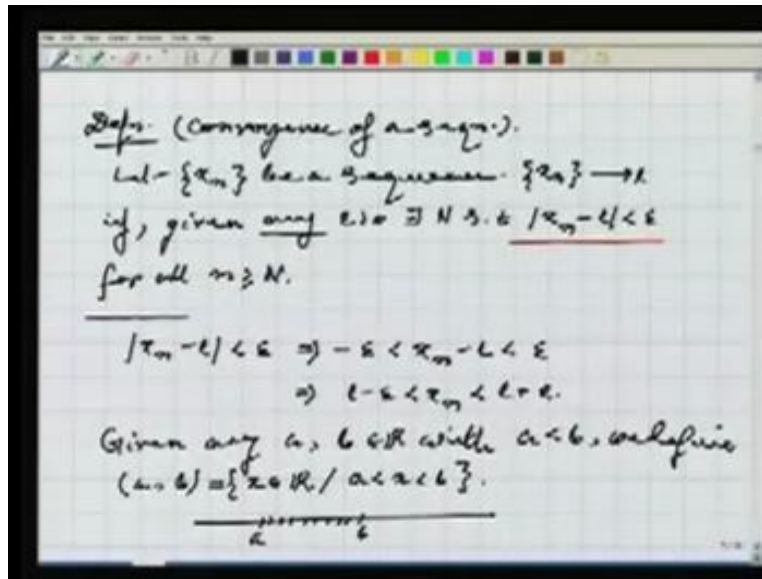 Defn. (Convergence of a seqn.).
Let {xₙ} be a sequence. {xₙ} → l
if, given any ε>0 ∃ N s.t |xₙ-l| < ε
for all n ≥ N.
|xₙ-l| < ε ⇒ -ε < xₙ-l < ε
⇒ l-ε < xₙ < l+ε.
Given any a, b ∈ ℝ with a<b, we define
(a, b) = {x ∈ ℝ / a<x<b}.
a b